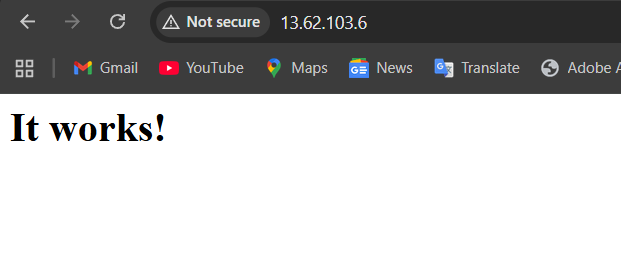 Not secure 13.62.103.6
Gmail YouTube Maps News Translate Adobe A
It works!